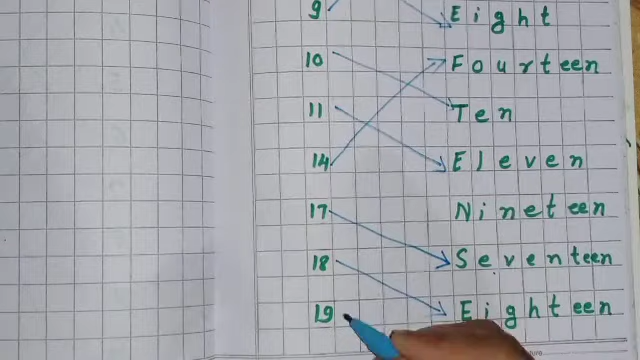 9 Eight
10 Fourteen
11 Ten
14 Eleven
17 Nineteen
18 Seventeen
19 Eighteen